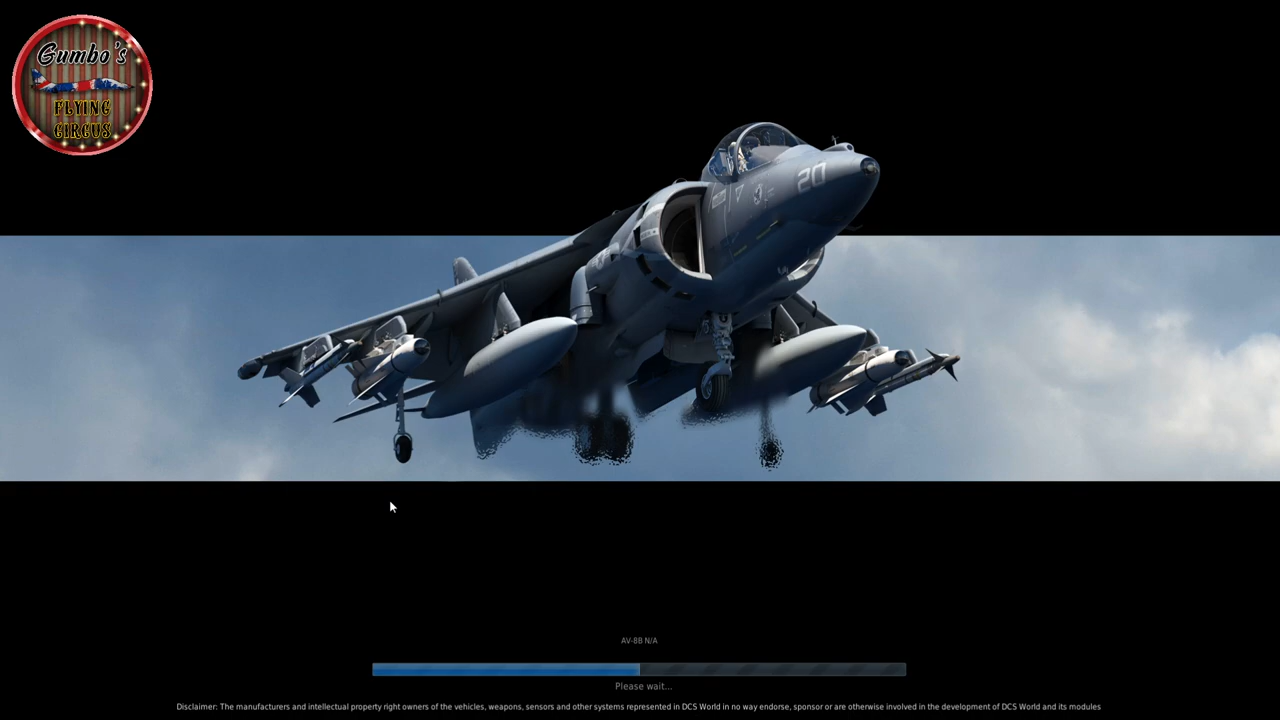 Gumbo's
FLYING
CIRCUS
20
AV-8B N/A
Please wait...
Disclaimer: The manufacturers and intellectual property right owners of the vehicles, weapons, sensors and other systems represented in DCS World in no way endorse, sponsor or are otherwise involved in the development of DCS World and its modules